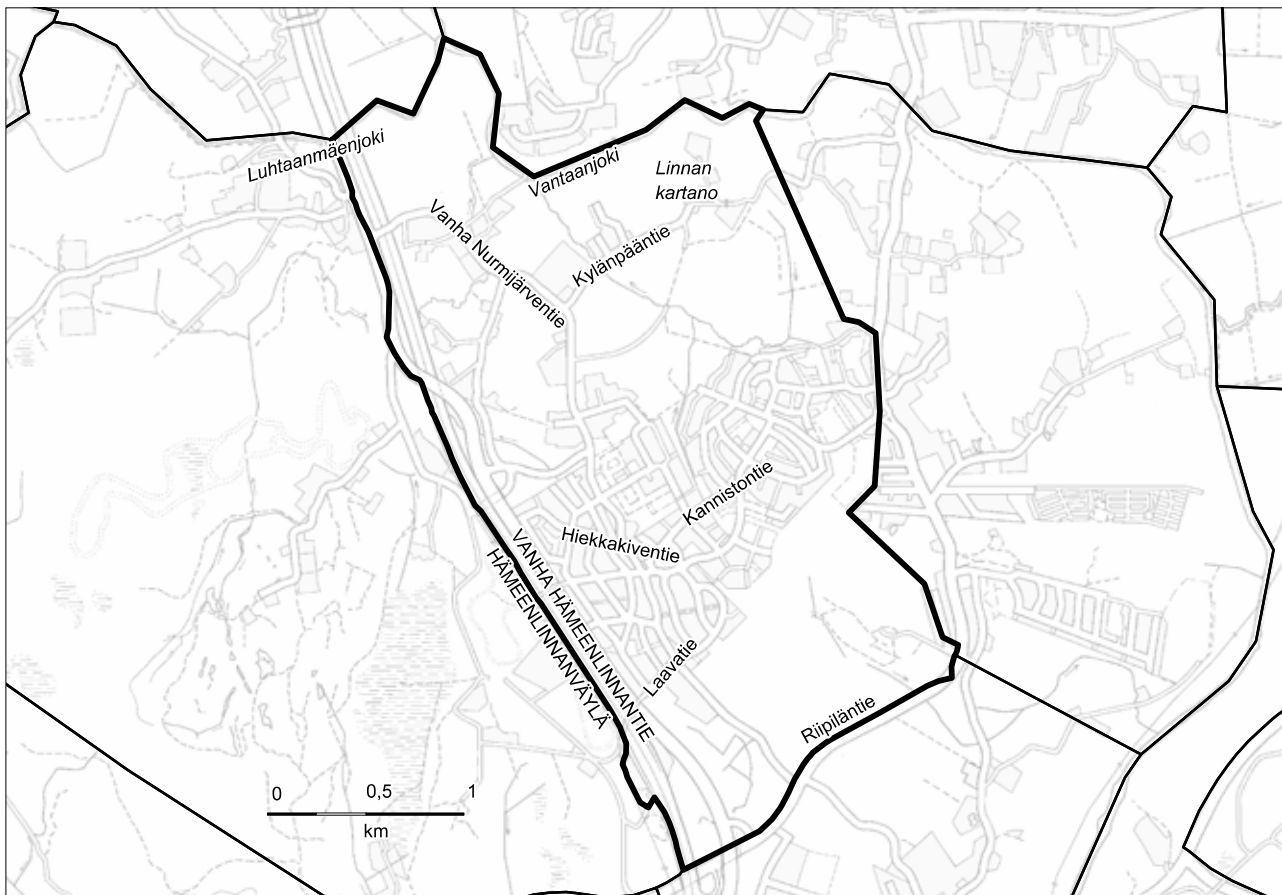 Luhtaanmäenjoki
Vantaanjoki
Linnan
kartano
Vanha Nurmijärventie
Kylänpääntie
Kannistontie
Hiekkakiventie
VANHA HÄMEENLINNANTIE
HÄMEENLINNANVÄYLÄ
Laavatie
Riipiläntie
0 0,5 1
km